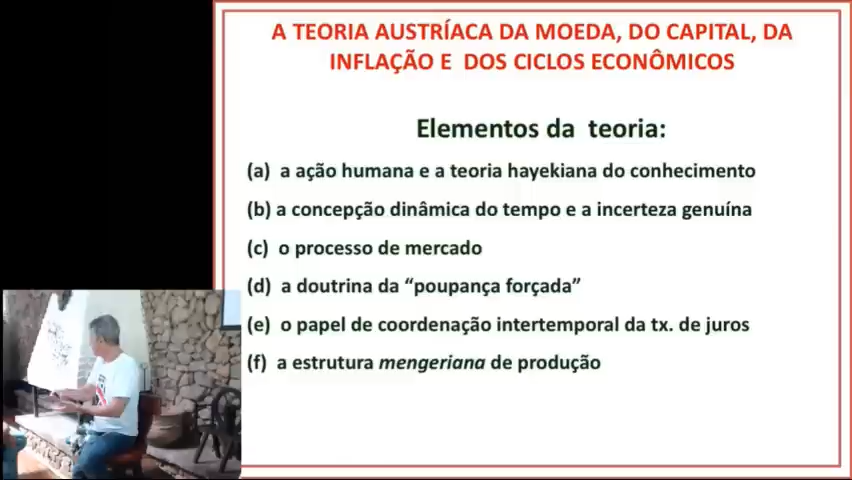 A TEORIA AUSTRÍACA DA MOEDA, DO CAPITAL, DA
INFLAÇÃO E DOS CICLOS ECONÔMICOS
Elementos da teoria:
(a) a ação humana e a teoria hayekiana do conhecimento
(b) a concepção dinâmica do tempo e a incerteza genuína
(c) o processo de mercado
(d) a doutrina da “poupança forçada”
(e) o papel de coordenação intertemporal da tx. de juros
(f) a estrutura mengeriana de produção